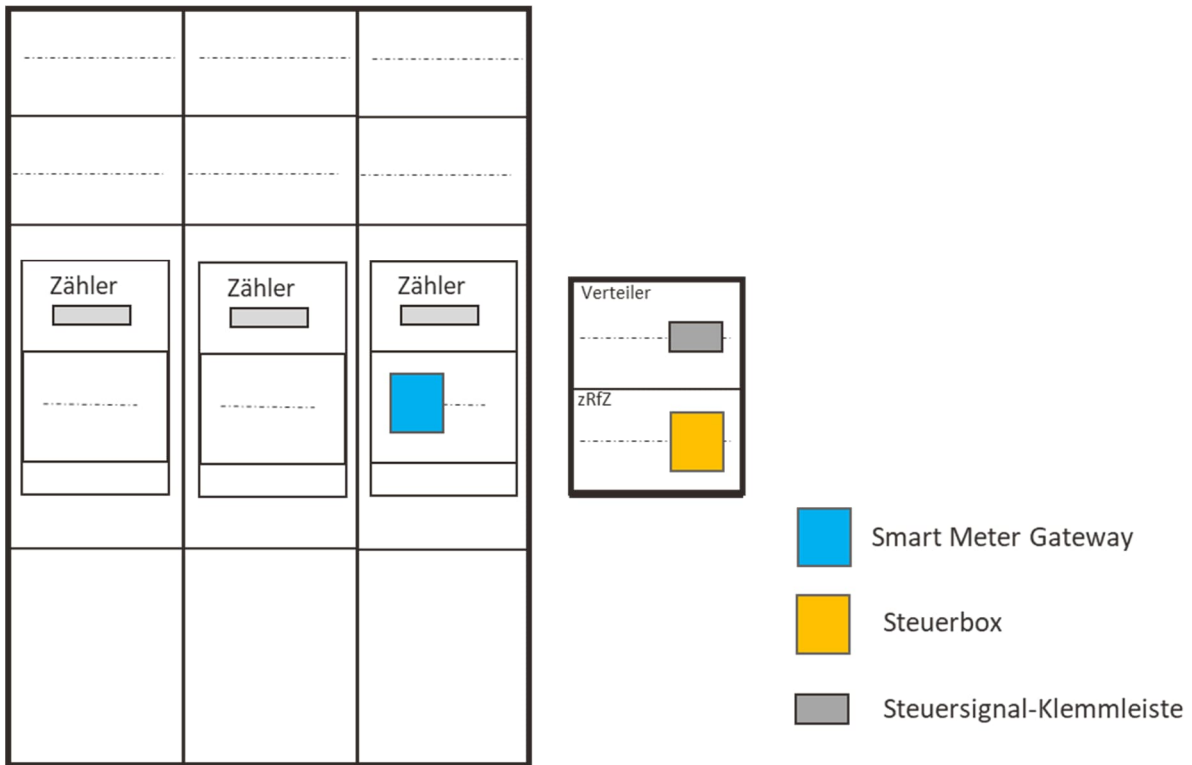 Zähler
Zähler
Zähler
Verteiler
zRfZ
Smart Meter Gateway
Steuerbox
Steuersignal-Klemmleiste